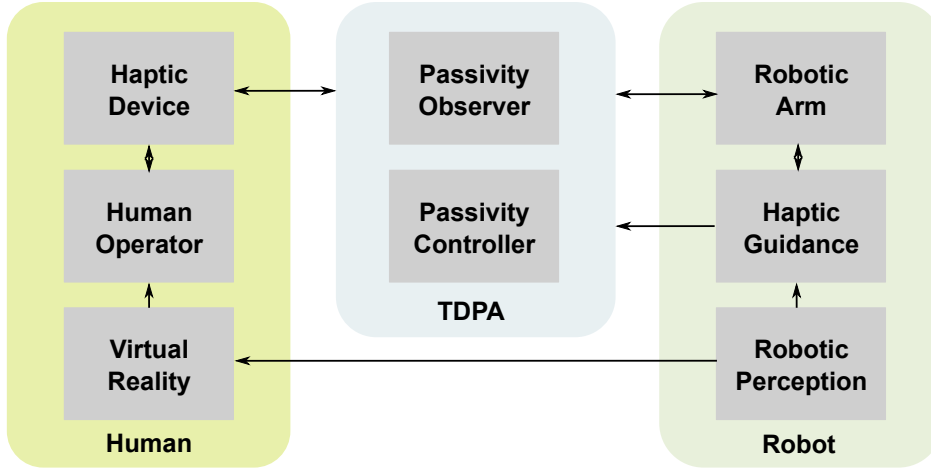 Haptic
Device
Human
Operator
Virtual
Reality
Human
Passivity
Observer
Passivity
Controller
TDPA
Robotic
Arm
Haptic
Guidance
Robotic
Perception
Robot